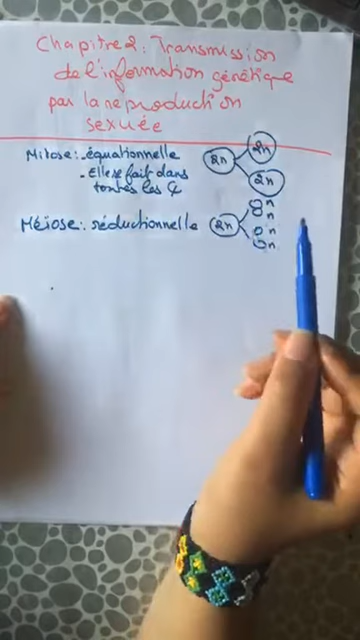 Chapitre 2: Transmission
de l'information génétique
par la reproduction
sexuée
Mitose: - équationnelle 2n 2n
- Elle se fait dans 2n
toutes les ¢
Méiose: réductionnelle 2n n
n
n
n